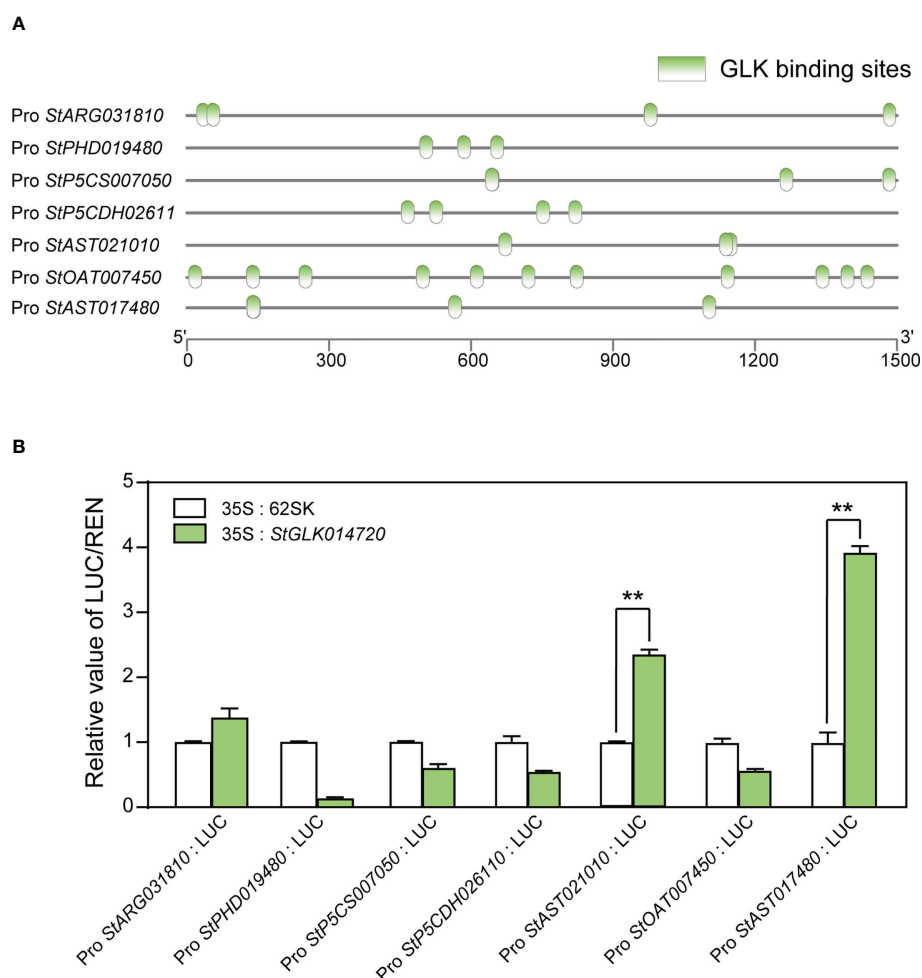 A
GLK binding sites
Pro StARG031810
Pro StPHD019480
Pro StP5CS007050
Pro StP5CDH02611
Pro StAST021010
Pro StOAT007450
Pro StAST017480
5' 3'
0 300 600 900 1200 1500
B
Relative value of LUC/REN
5
4
3
2
1
0
35S : 62SK
35S : StGLK014720
**
**
Pro StARG031810 : LUC
Pro StPHD019480 : LUC
Pro StP5CS007050 : LUC
Pro StP5CDH026110 : LUC
Pro StAST021010 : LUC
Pro StOAT007450 : LUC
Pro StAST017480 : LUC